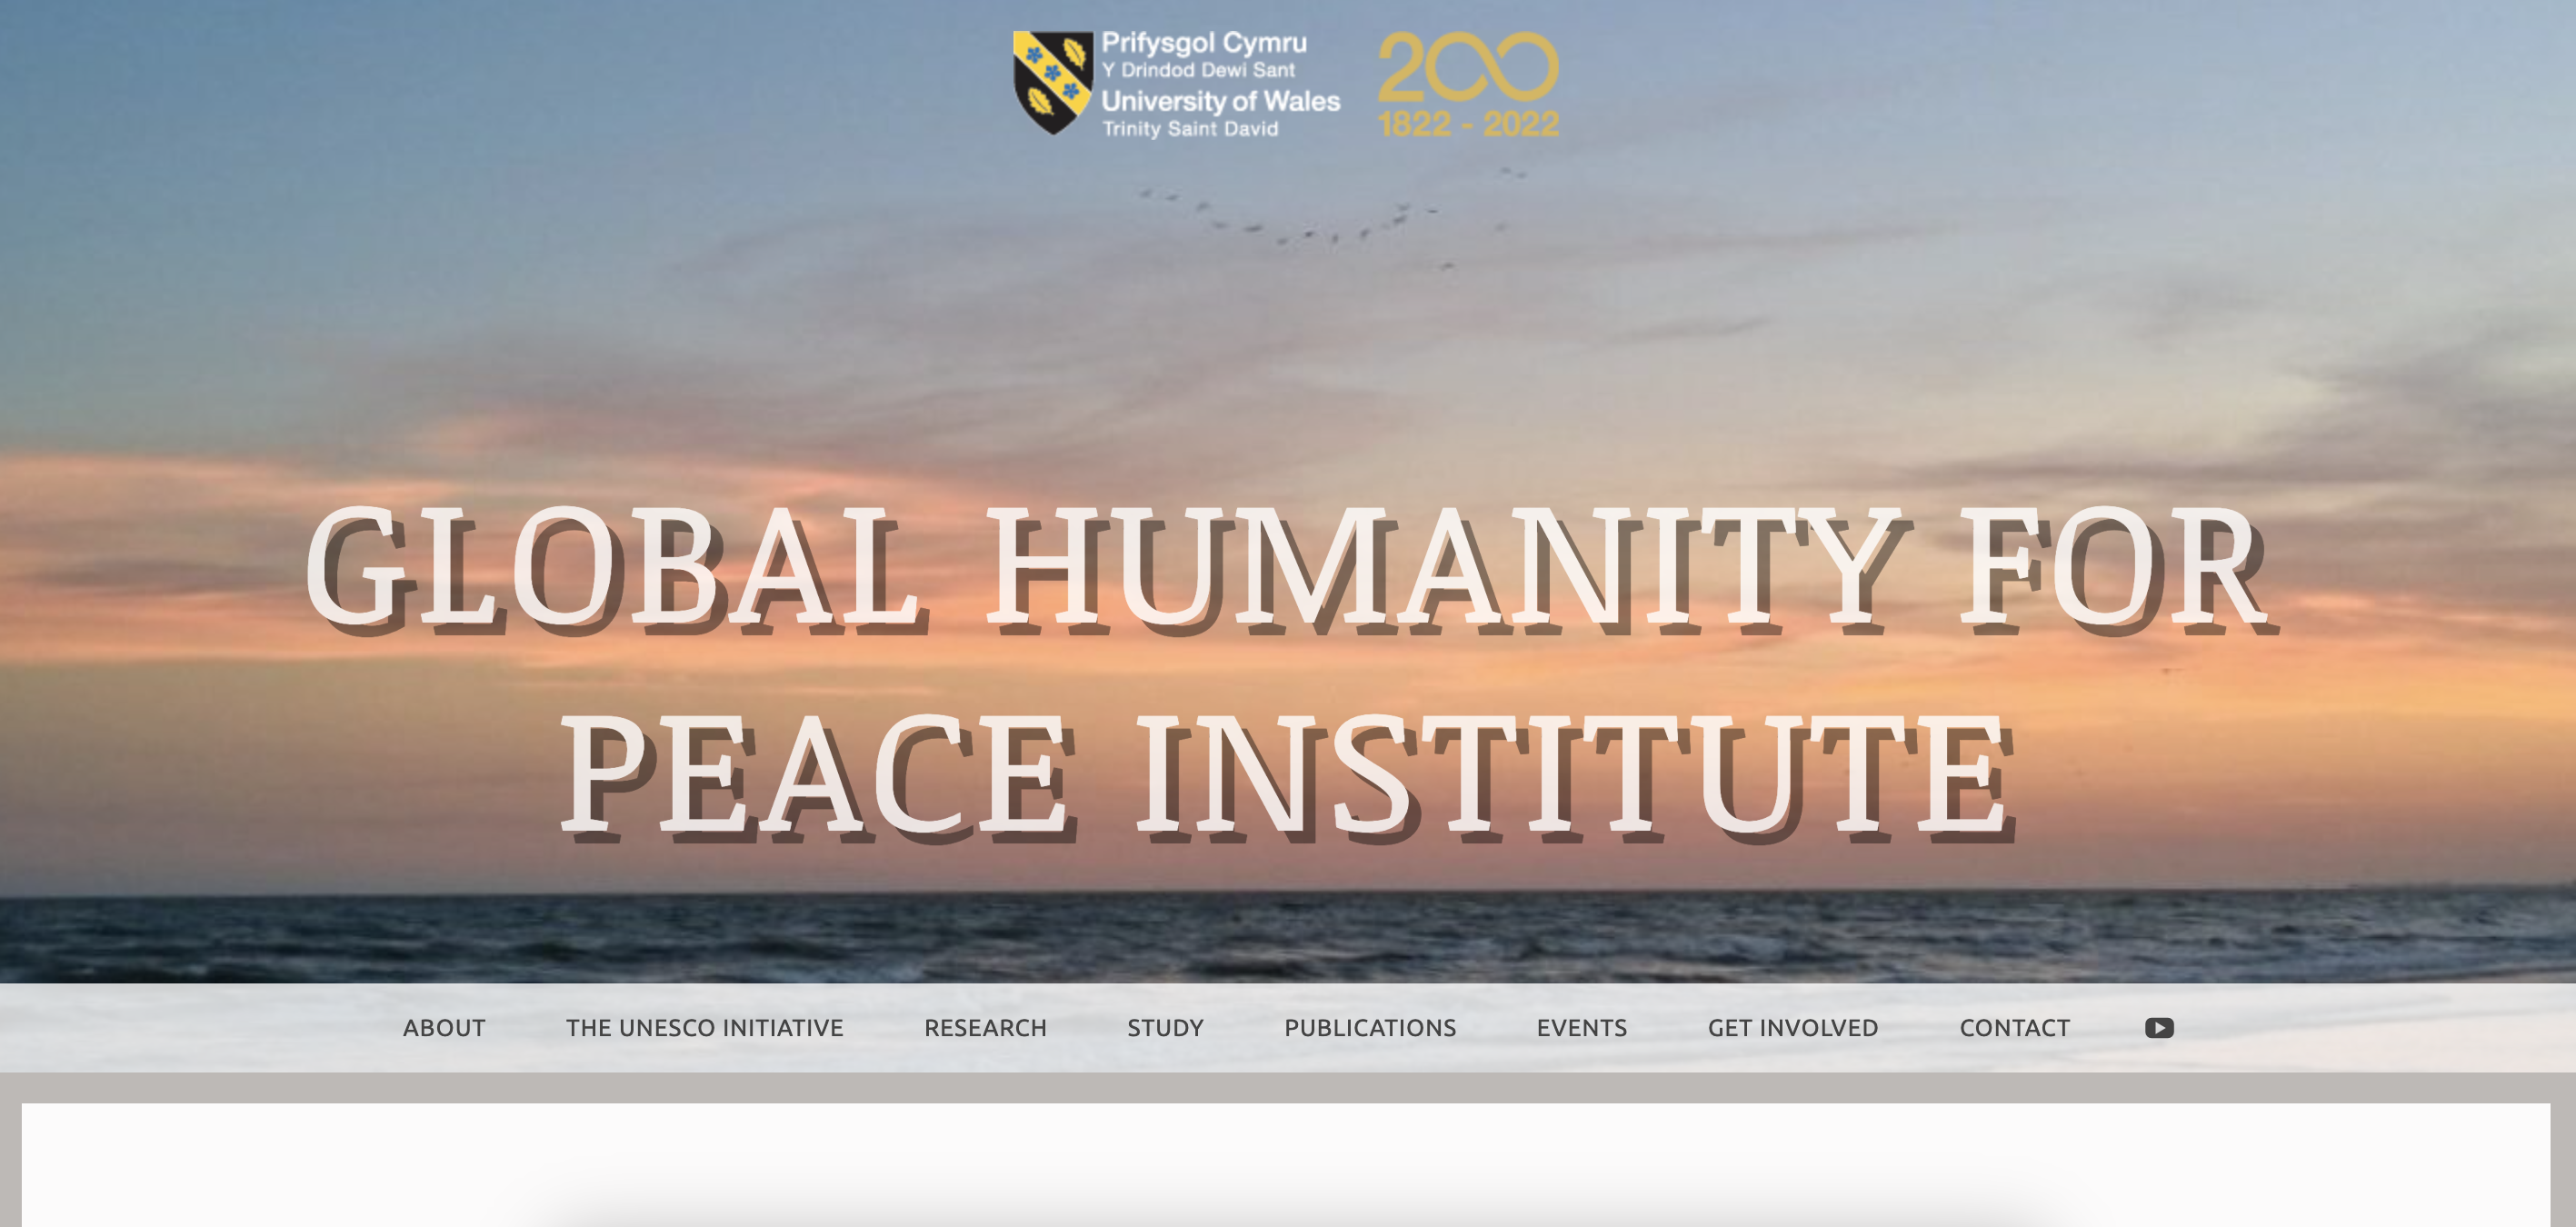 Prifysgol Cymru
Y Drindod Dewi Sant
University of Wales
Trinity Saint David
200
1822 - 2022
GLOBAL HUMANITY FOR
PEACE INSTITUTE
ABOUT THE UNESCO INITIATIVE RESEARCH STUDY PUBLICATIONS EVENTS GET INVOLVED CONTACT